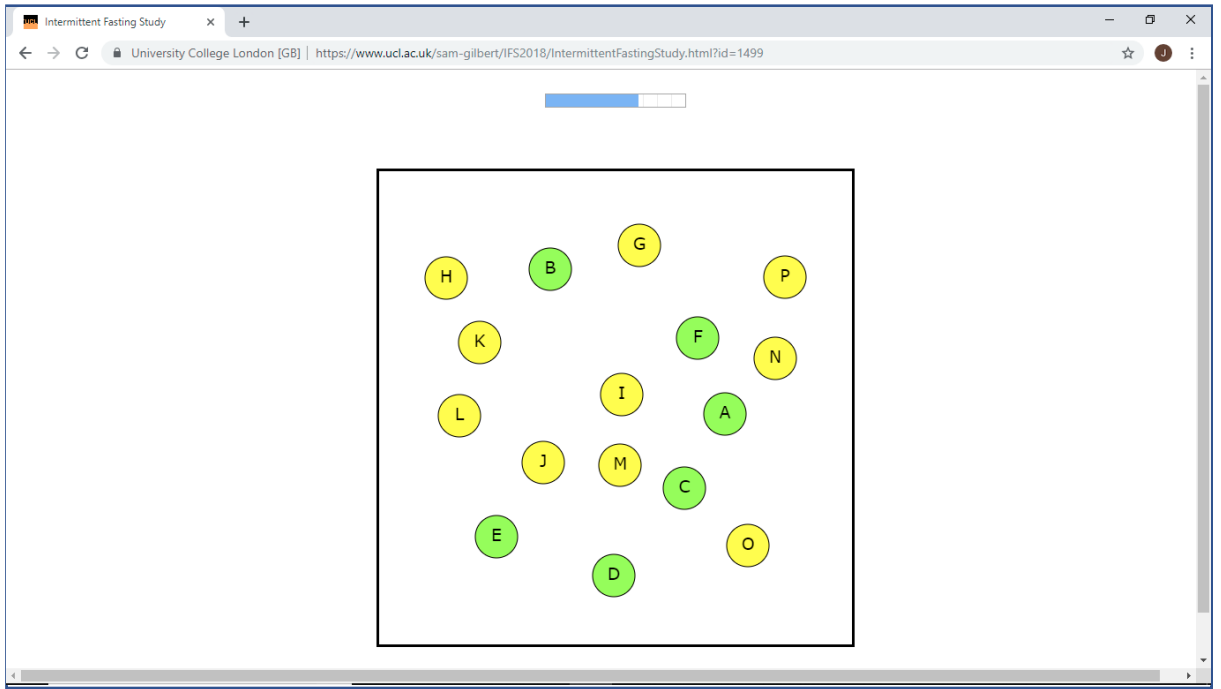 UCL Intermittent Fasting Study
University College London [GB] | https://www.ucl.ac.uk/sam-gilbert/IFS2018/IntermittentFastingStudy.html?id=1499
J
G
B
H
P
F
K
N
I
A
L
J
M
C
E
O
D